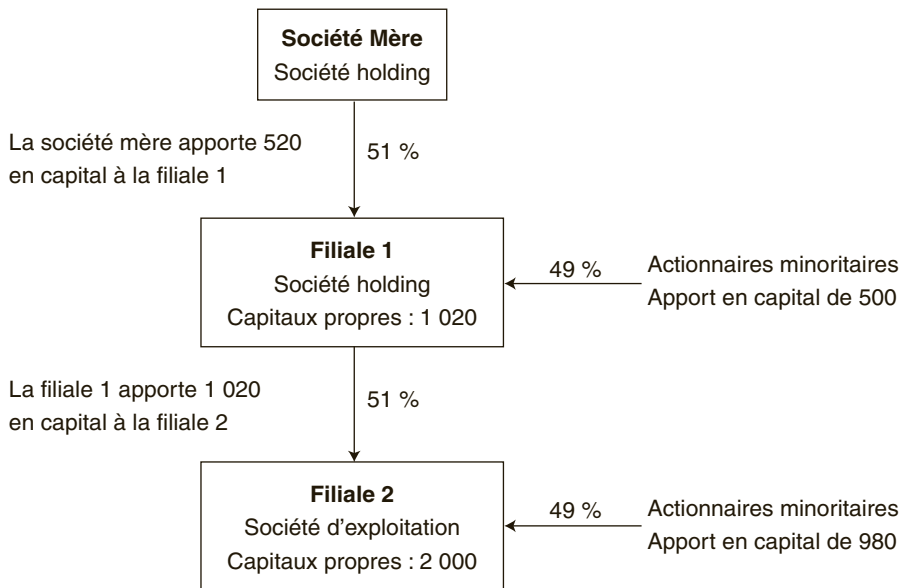 Société Mère
Société holding
La société mère apporte 520
en capital à la filiale 1
51 %
Filiale 1
Société holding
Capitaux propres : 1 020
49 %
Actionnaires minoritaires
Apport en capital de 500
La filiale 1 apporte 1 020
en capital à la filiale 2
51 %
Filiale 2
Société d'exploitation
Capitaux propres : 2 000
49 %
Actionnaires minoritaires
Apport en capital de 980